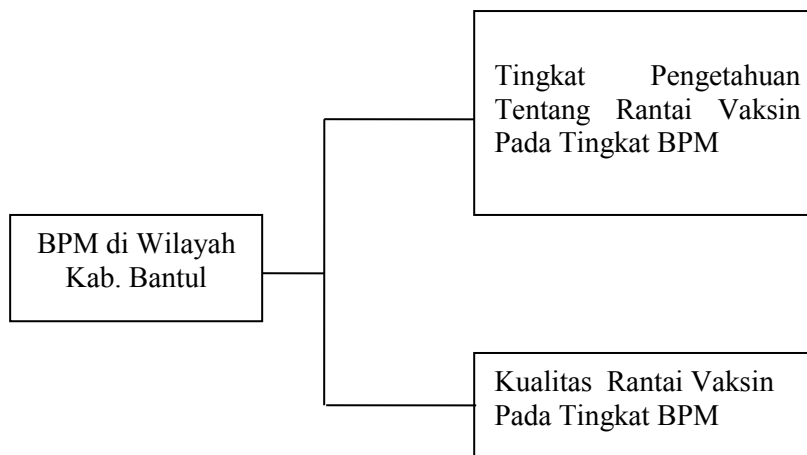 Tingkat Pengetahuan
Tentang Rantai Vaksin
Pada Tingkat BPM
BPM di Wilayah
Kab. Bantul
Kualitas Rantai Vaksin
Pada Tingkat BPM